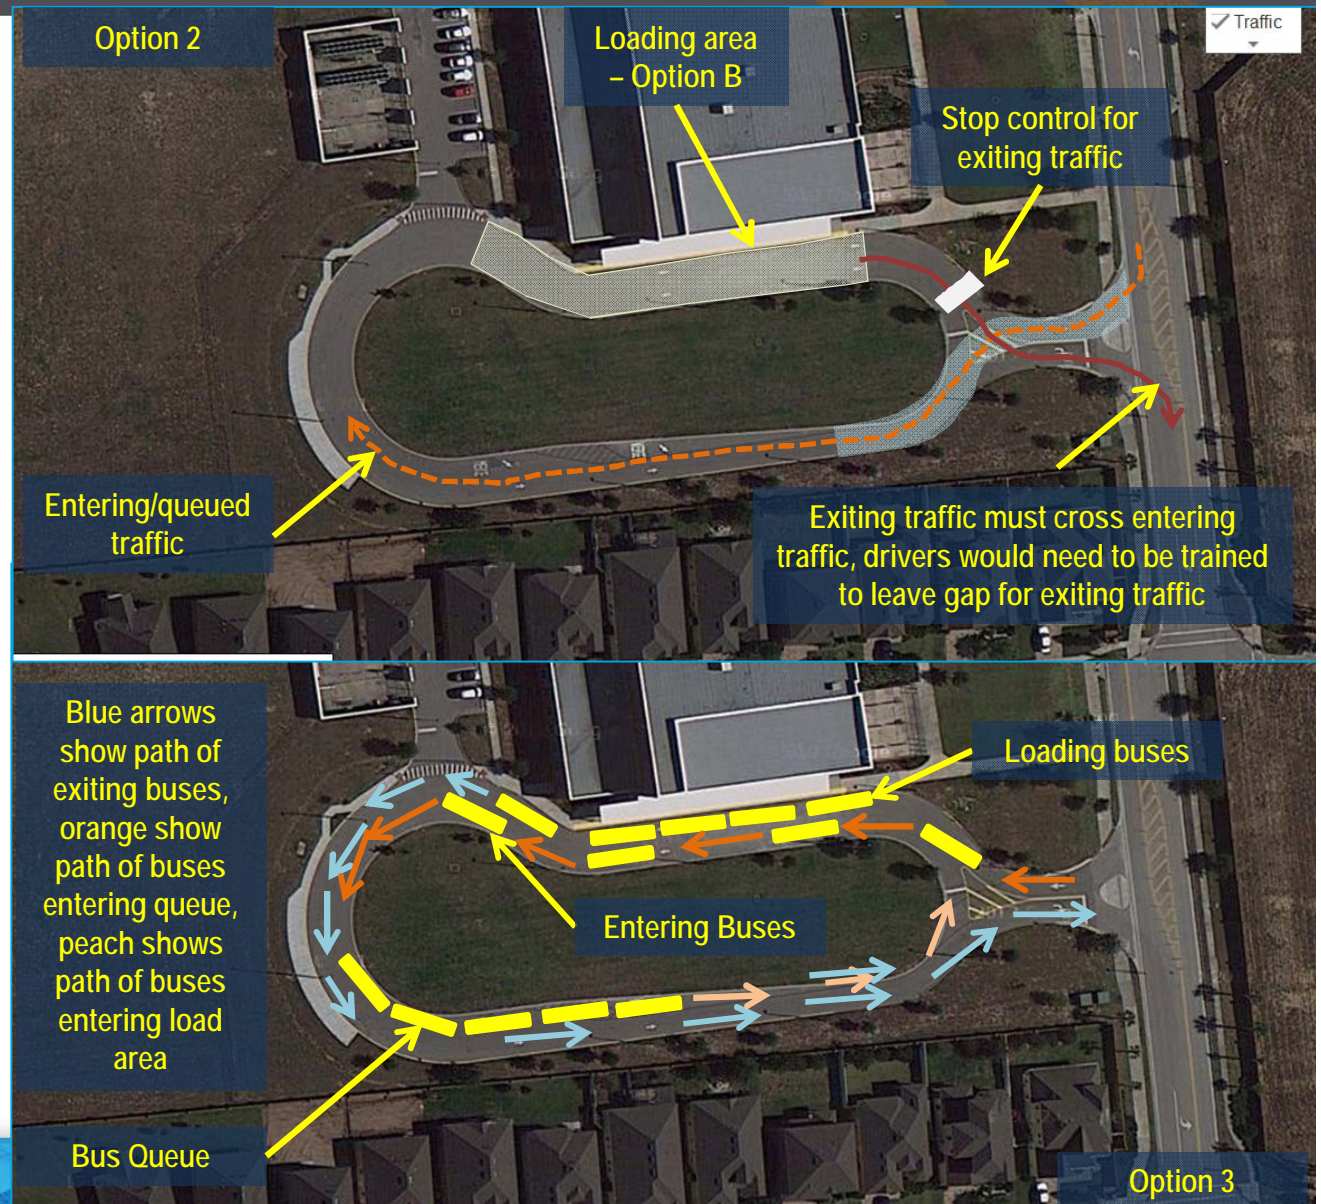 Option 2
Loading area
– Option B
Traffic
Stop control for
exiting traffic
Entering/queued
traffic
Exiting traffic must cross entering
traffic, drivers would need to be trained
to leave gap for exiting traffic
Blue arrows
show path of
exiting buses,
orange show
path of buses
entering queue,
peach shows
path of buses
entering load
area
Loading buses
Entering Buses
Bus Queue
Option 3